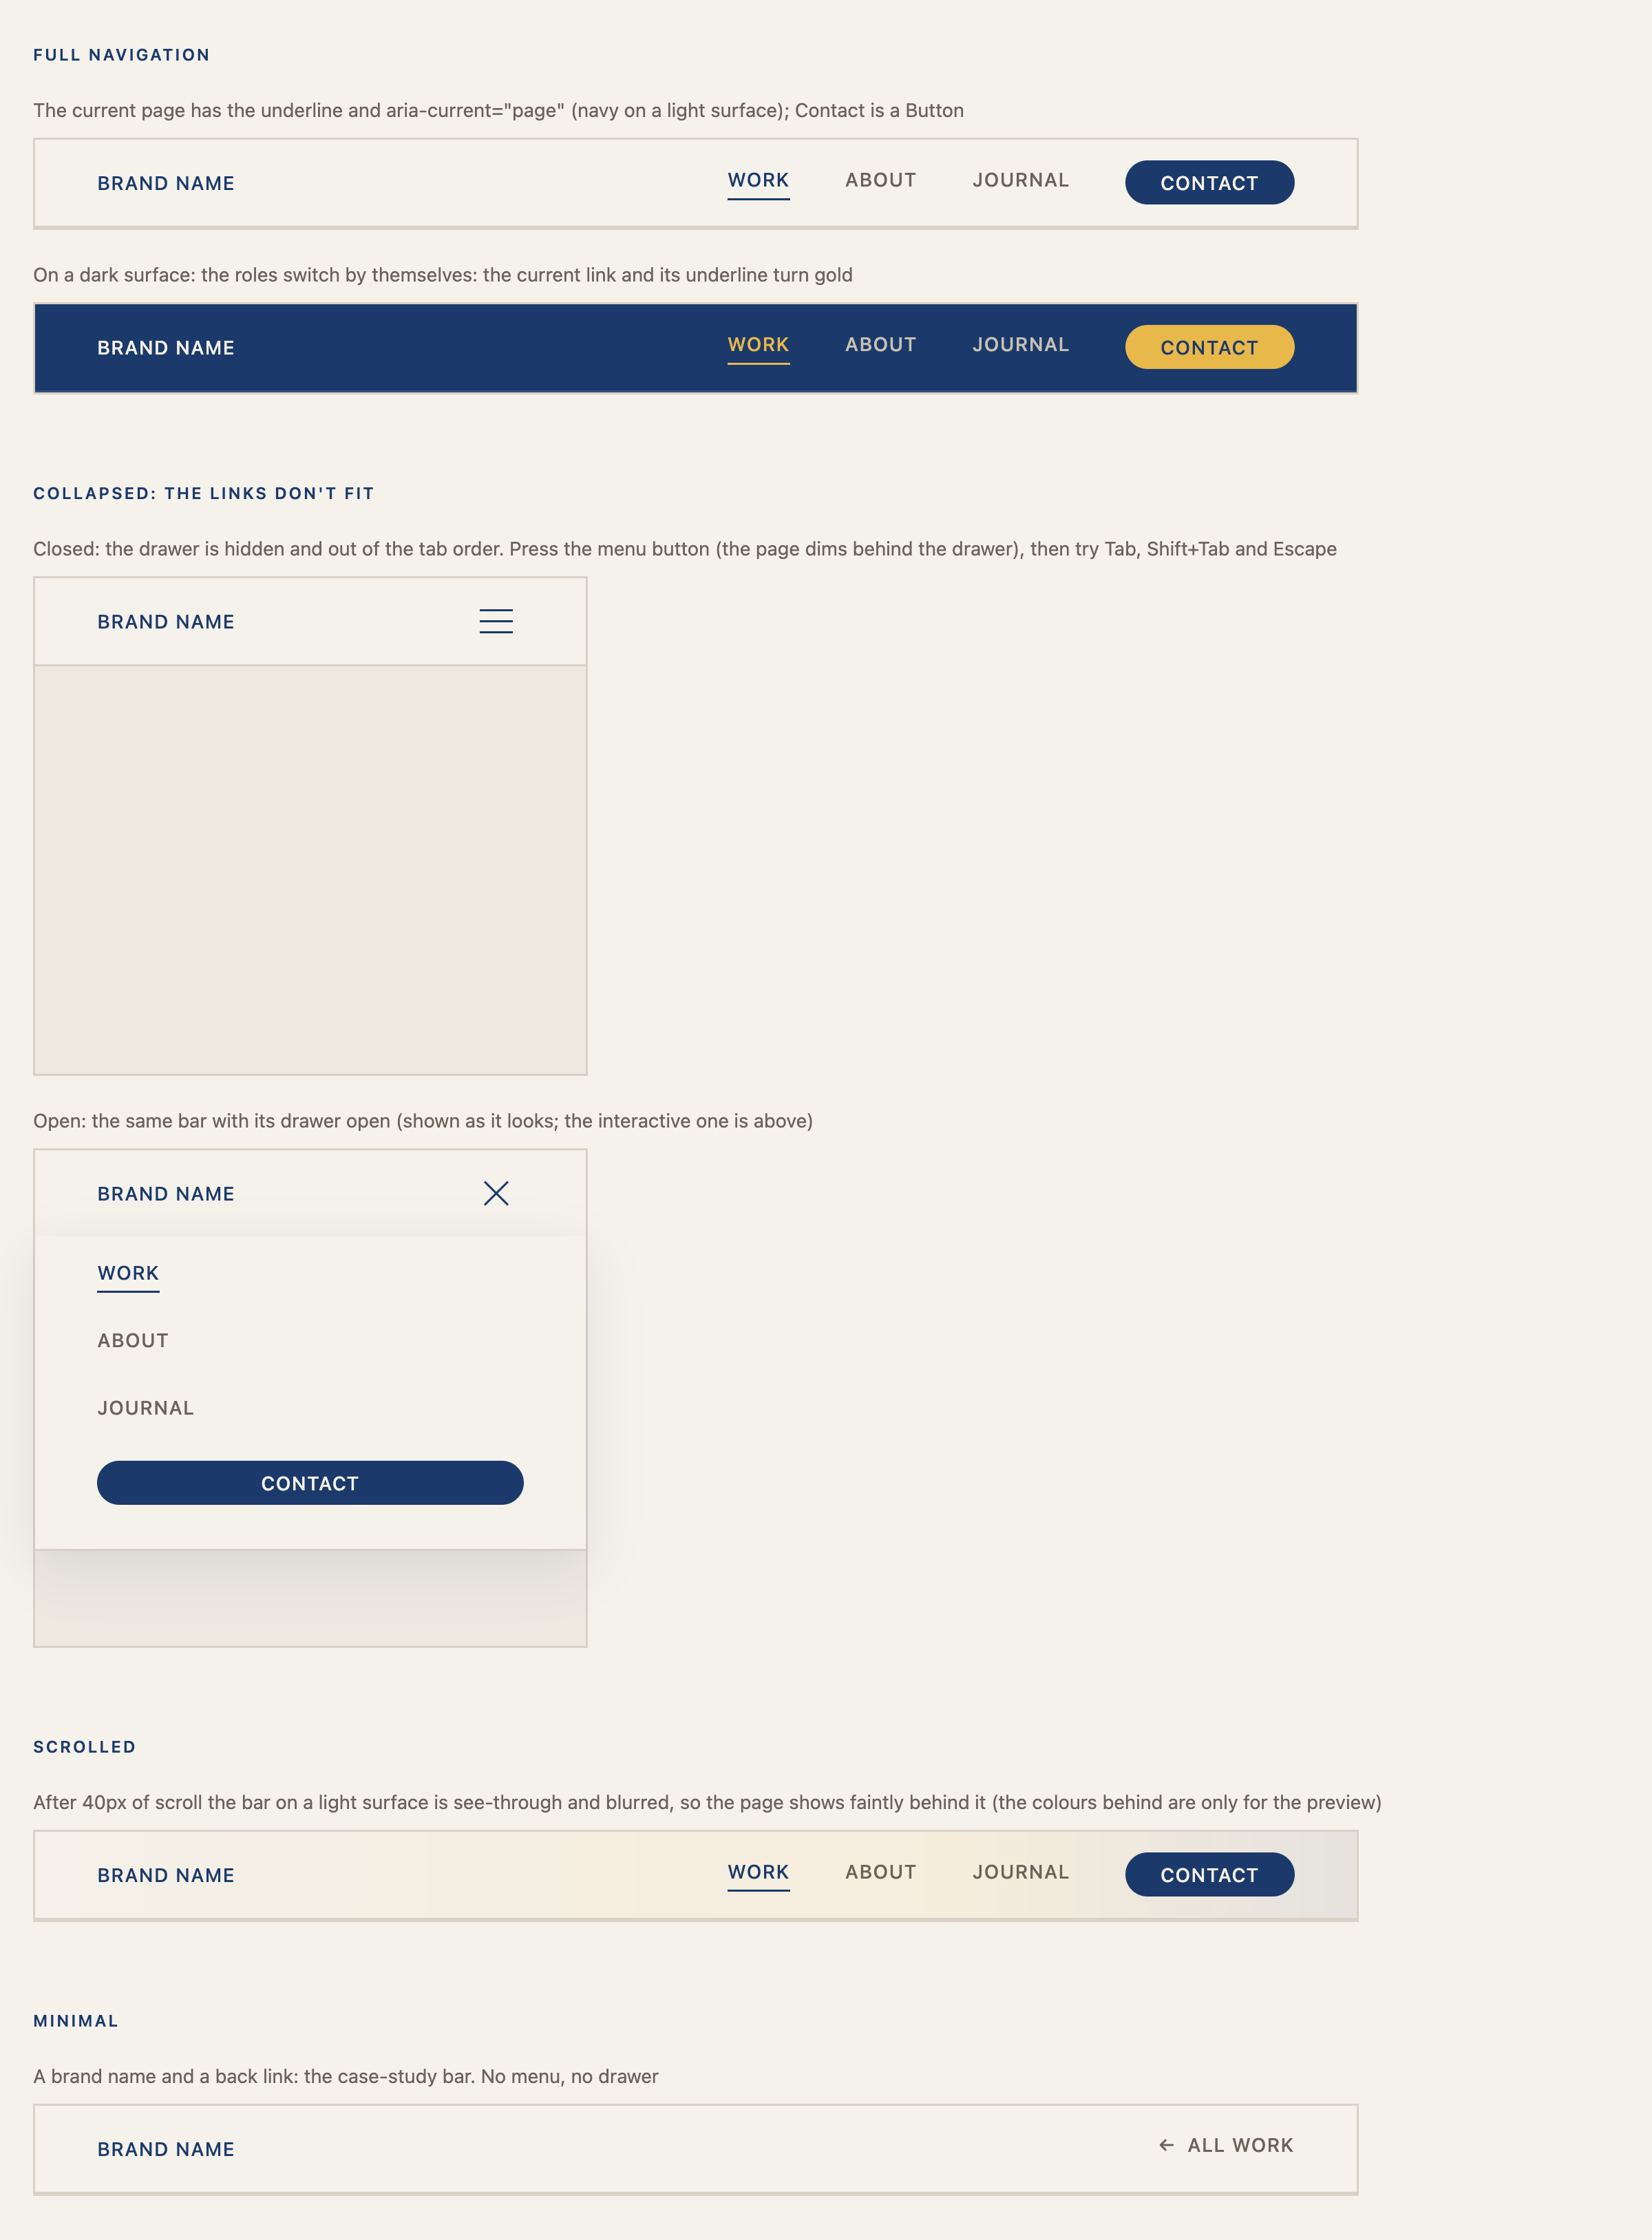 FULL NAVIGATION
The current page has the underline and aria-current="page" (navy on a light surface); Contact is a Button
BRAND NAME WORK ABOUT JOURNAL CONTACT
On a dark surface: the roles switch by themselves: the current link and its underline turn gold
BRAND NAME WORK ABOUT JOURNAL CONTACT
COLLAPSED: THE LINKS DON'T FIT
Closed: the drawer is hidden and out of the tab order. Press the menu button (the page dims behind the drawer), then try Tab, Shift+Tab and Escape
BRAND NAME
Open: the same bar with its drawer open (shown as it looks; the interactive one is above)
BRAND NAME
WORK
ABOUT
JOURNAL
CONTACT
SCROLLED
After 40px of scroll the bar on a light surface is see-through and blurred, so the page shows faintly behind it (the colours behind are only for the preview)
BRAND NAME WORK ABOUT JOURNAL CONTACT
MINIMAL
A brand name and a back link: the case-study bar. No menu, no drawer
BRAND NAME ← ALL WORK